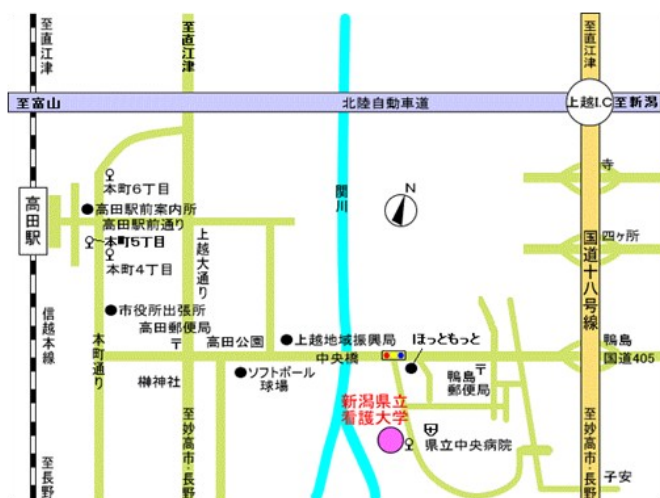 至直江津
至直江津
至直江津
至富山
北陸自動車道
上越I.C
至新潟
寺
本町6丁目
関川
N
高田駅
高田駅前案内所
高田駅前通り
本町5丁目
本町4丁目
上越大通り
四ヶ所
国道十八号線
信越本線
市役所出張所
高田郵便局
〒
高田公園
上越地域振興局
中央橋
ほっともっと
鴨島
国道405
本町通り
榊神社
ソフトボール
球場
鴨島
郵便局
〒
新潟県立
看護大学
県立中央病院
至長野
至妙高市・長野
至妙高市・長野
子安